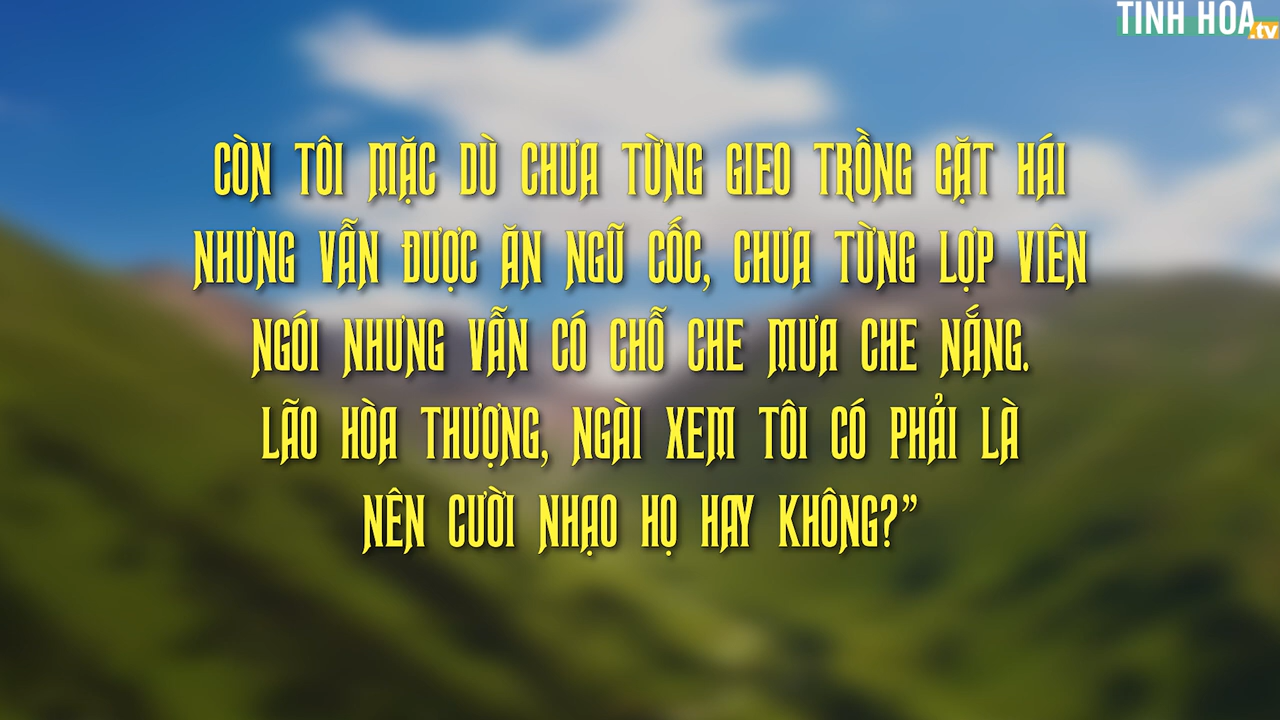 TINH HOA.tv
CÒN TÔI MẶC DÙ CHƯA TỪNG GIEO TRỒNG GẶT HÁI
NHƯNG VẪN ĐƯỢC ĂN NGŨ CỐC, CHƯA TỪNG LỢP VIÊN
NGÓI NHƯNG VẪN CÓ CHỖ CHE MƯA CHE NẮNG.
LÃO HÒA THƯỢNG, NGÀI XEM TÔI CÓ PHẢI LÀ
NÊN CƯỜI NHẠO HỌ HAY KHÔNG?”